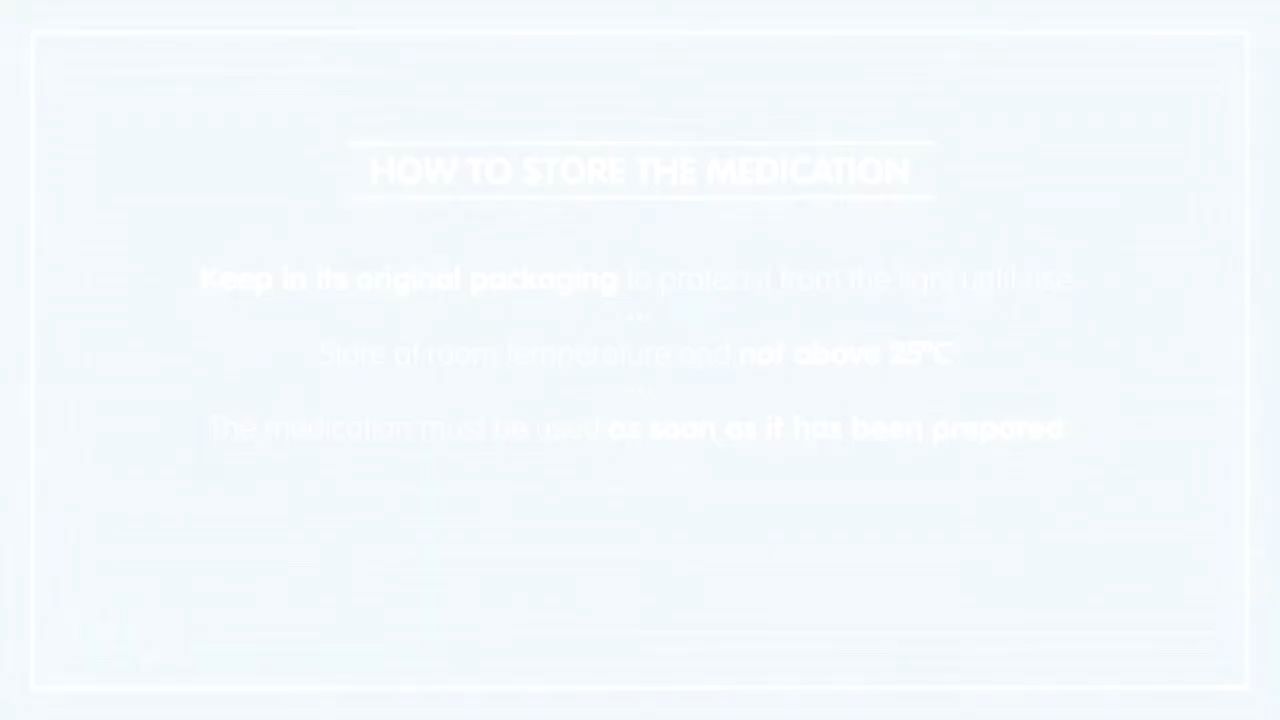 HOW TO STORE THE MEDICATION
Keep in its original packaging to protect it from the light until use
Store at room temperature and not above 25°C
The medication must be used as soon as it has been prepared